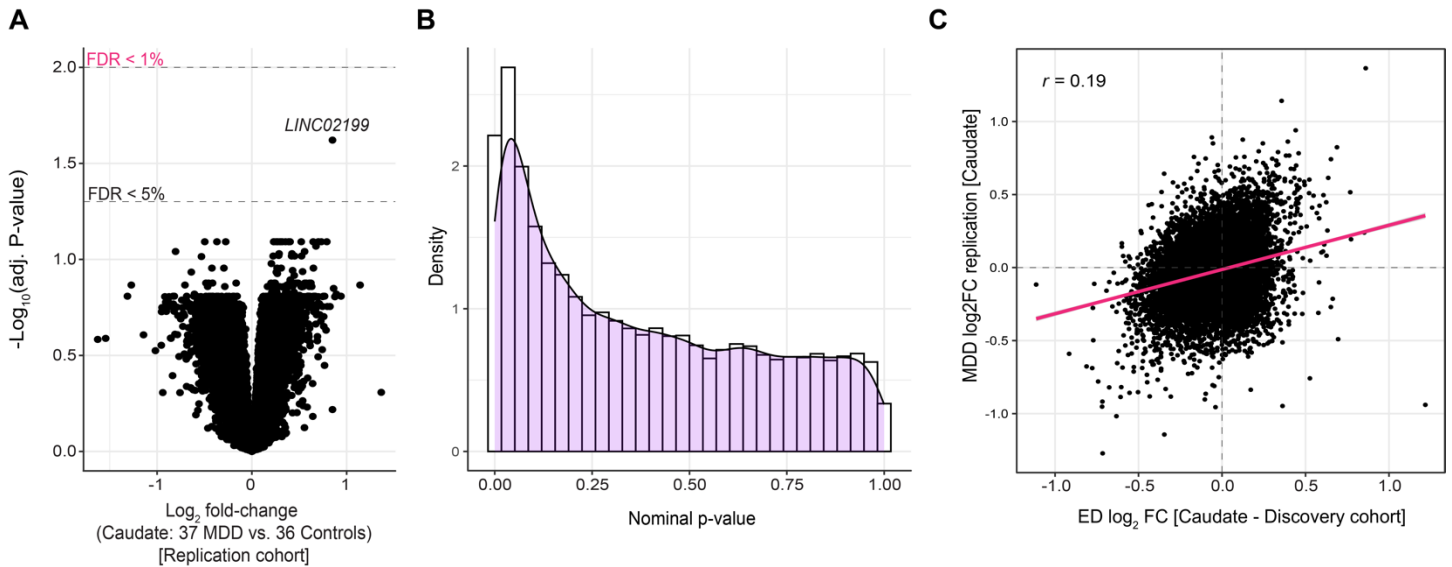 A
FDR < 1%
2.0
LINC02199
1.5
FDR < 5%
1.0
0.5
0.0
-Log10(adj. P-value)
-1
0
1
Log2 fold-change
(Caudate: 37 MDD vs. 36 Controls)
[Replication cohort]
B
2
1
0
Density
0.00
0.25
0.50
0.75
1.00
Nominal p-value
C
r = 0.19
1.0
0.5
0.0
-0.5
-1.0
MDD log2FC replication [Caudate]
-1.0
-0.5
0.0
0.5
1.0
ED log2 FC [Caudate - Discovery cohort]